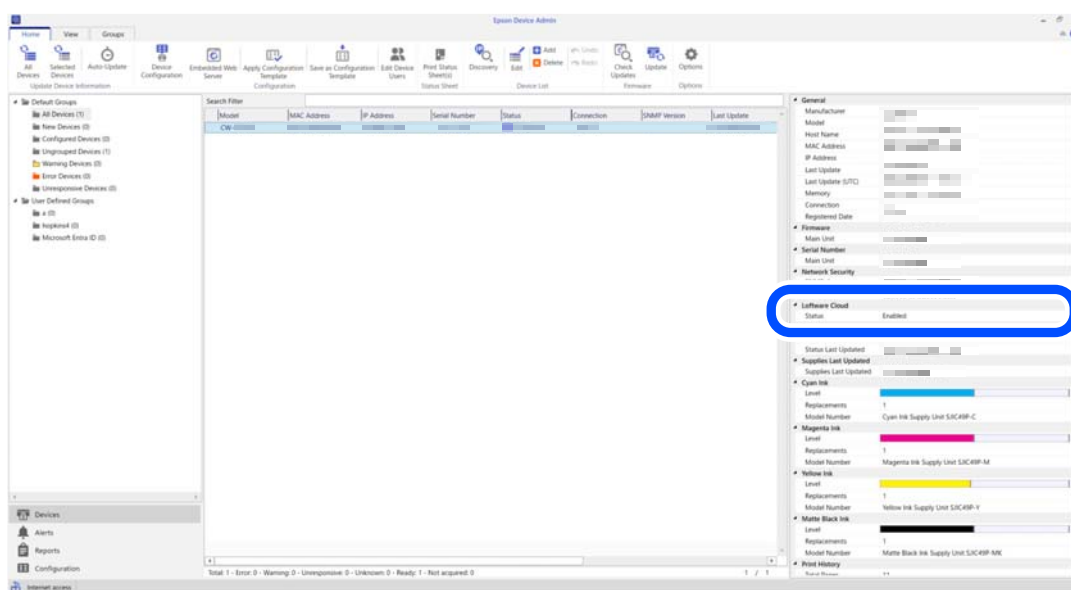 Epson Device Admin
Home View Groups
All Devices
Selected Devices
Auto-Update
Update Device Information
Device Configuration
Embedded Web Server
Apply Configuration Template
Save as Configuration Template
Edit Device Users
Configuration
Print Status Sheet(s)
Status Sheet
Discovery
Edit
Add
Delete
Undo
Redo
Device List
Check Updates
Update
Firmware
Options
Options
Default Groups
All Devices (1)
New Devices (0)
Configured Devices (0)
Ungrouped Devices (1)
Warning Devices (0)
Error Devices (0)
Unresponsive Devices (0)
User Defined Groups
a (0)
hopkins4 (0)
Microsoft Entra ID (0)
Devices
Alerts
Reports
Configuration
Search Filter
Model MAC Address IP Address Serial Number Status Connection SNMP Version Last Update
CW-
Total: 1 - Error: 0 - Warning: 0 - Unresponsive: 0 - Unknown: 0 - Ready: 1 - Not acquired: 0
1 / 1
General
Manufacturer
Model
Host Name
MAC Address
IP Address
Last Update
Last Update (UTC)
Memory
Connection
Registered Date
Firmware
Main Unit
Serial Number
Main Unit
Network Security
Loftware Cloud
Status Enabled
Status Last Updated
Supplies Last Updated
Supplies Last Updated
Cyan Ink
Level
Replacements 1
Model Number Cyan Ink Supply Unit SJIC49P-C
Magenta Ink
Level
Replacements 1
Model Number Magenta Ink Supply Unit SJIC49P-M
Yellow Ink
Level
Replacements 1
Model Number Yellow Ink Supply Unit SJIC49P-Y
Matte Black Ink
Level
Replacements 1
Model Number Matte Black Ink Supply Unit SJIC49P-MK
Print History
Total Pages
Internet access